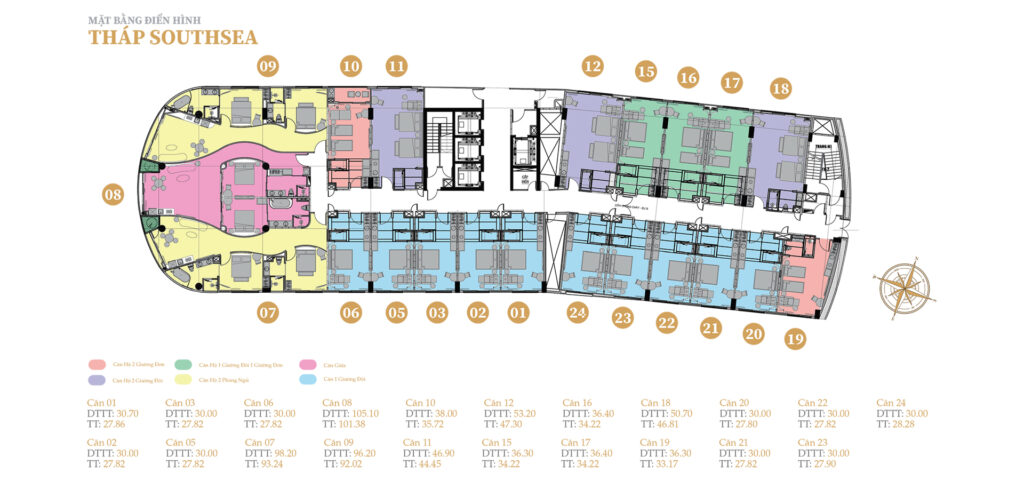 MẶT BẰNG ĐIỂN HÌNH
THÁP SOUTHSEA
09
10
11
12
15
16
17
18
08
07
06
05
03
02
01
24
23
22
21
20
19
THANG 02
Căn Hộ 2 Giường Đơn
Căn Hộ 1 Giường Đôi 1 Giường Đơn
Căn Giữa
Căn Hộ 2 Giường Đôi
Căn Hộ 2 Phòng Ngủ
Căn 1 Giường Đôi
Căn 01
DTTT: 30.70
TT: 27.86
Căn 03
DTTT: 30.00
TT: 27.82
Căn 06
DTTT: 30.00
TT: 27.82
Căn 08
DTTT: 105.10
TT: 101.38
Căn 10
DTTT: 38.00
TT: 35.72
Căn 12
DTTT: 53.20
TT: 47.30
Căn 16
DTTT: 36.40
TT: 34.22
Căn 18
DTTT: 50.70
TT: 46.81
Căn 20
DTTT: 30.00
TT: 27.80
Căn 22
DTTT: 30.00
TT: 27.82
Căn 24
DTTT: 30.00
TT: 28.28
Căn 02
DTTT: 30.00
TT: 27.82
Căn 05
DTTT: 30.00
TT: 27.82
Căn 07
DTTT: 98.20
TT: 93.24
Căn 09
DTTT: 96.20
TT: 92.02
Căn 11
DTTT: 46.90
TT: 44.45
Căn 15
DTTT: 36.30
TT: 34.22
Căn 17
DTTT: 36.40
TT: 34.22
Căn 19
DTTT: 36.30
TT: 33.17
Căn 21
DTTT: 30.00
TT: 27.82
Căn 23
DTTT: 30.00
TT: 27.90